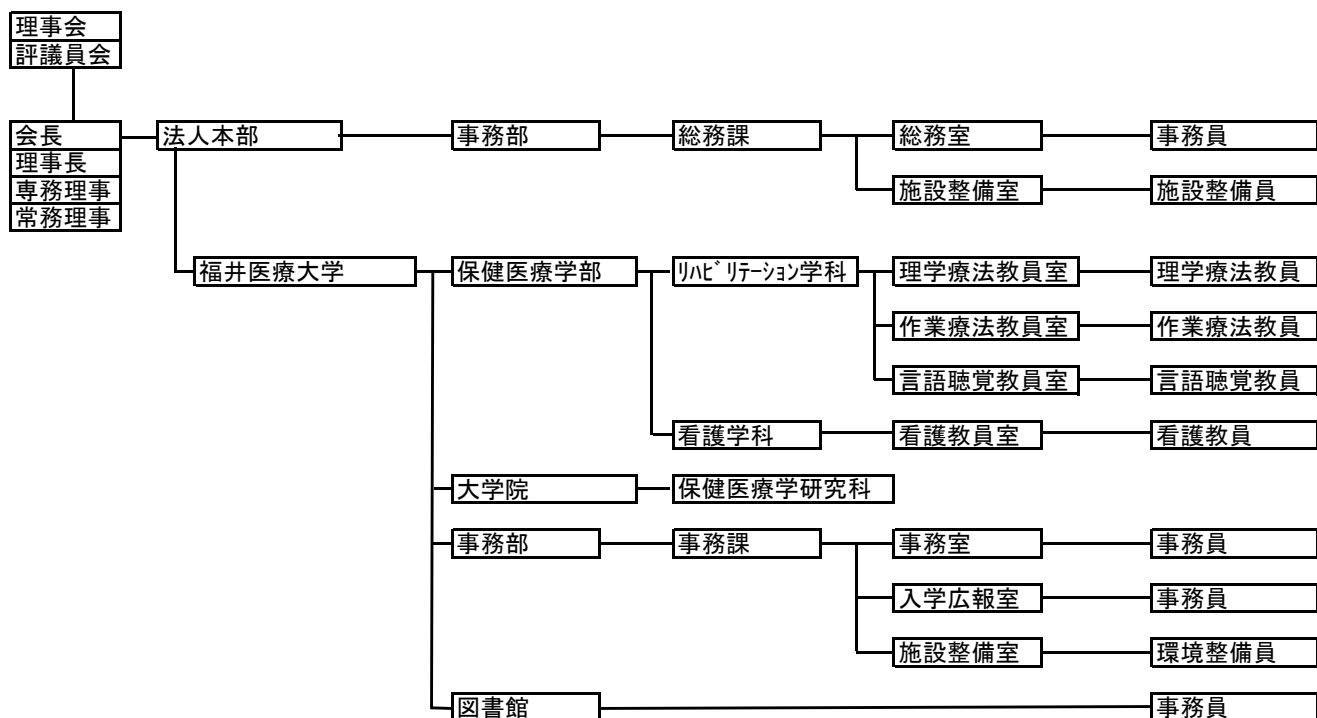 理事会
評議員会
会長 法人本部 事務部 総務課 総務室 事務員
理事長
専務理事 施設整備室 施設整備員
常務理事
福井医療大学 保健医療学部 ﾘﾊﾋﾞﾘﾃｰｼｮﾝ学科 理学療法教員室 理学療法教員
作業療法教員室 作業療法教員
言語聴覚教員室 言語聴覚教員
看護学科 看護教員室 看護教員
大学院 保健医療学研究科
事務部 事務課 事務室 事務員
入学広報室 事務員
施設整備室 環境整備員
図書館 事務員